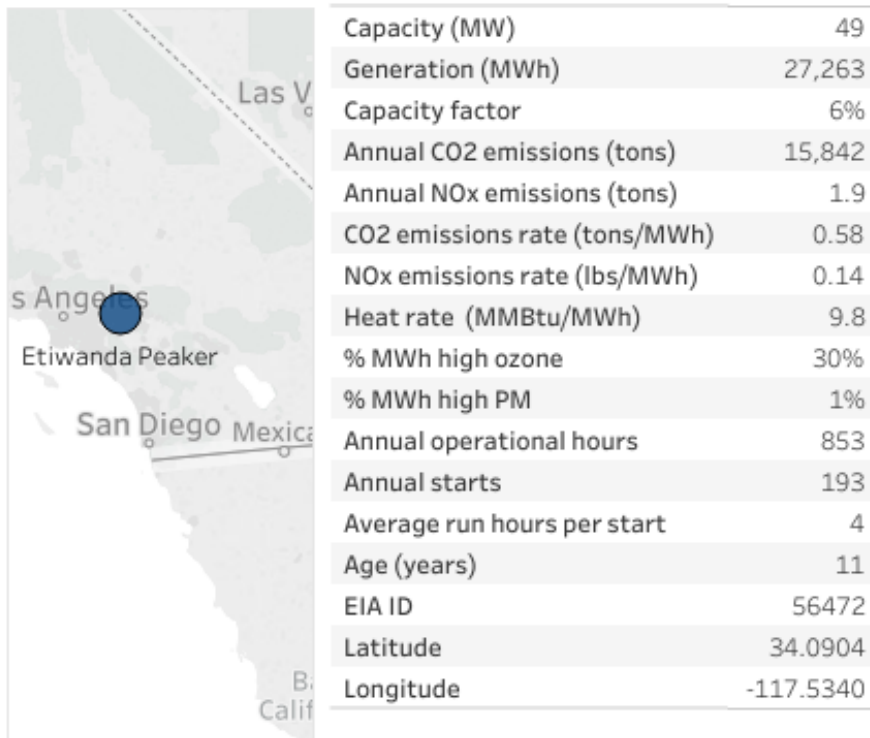 Las V
s Angeles
Etiwanda Peaker
San Diego
Mexic
B
Calif
Capacity (MW) 49
Generation (MWh) 27,263
Capacity factor 6%
Annual CO2 emissions (tons) 15,842
Annual NOx emissions (tons) 1.9
CO2 emissions rate (tons/MWh) 0.58
NOx emissions rate (lbs/MWh) 0.14
Heat rate (MMBtu/MWh) 9.8
% MWh high ozone 30%
% MWh high PM 1%
Annual operational hours 853
Annual starts 193
Average run hours per start 4
Age (years) 11
EIA ID 56472
Latitude 34.0904
Longitude -117.5340